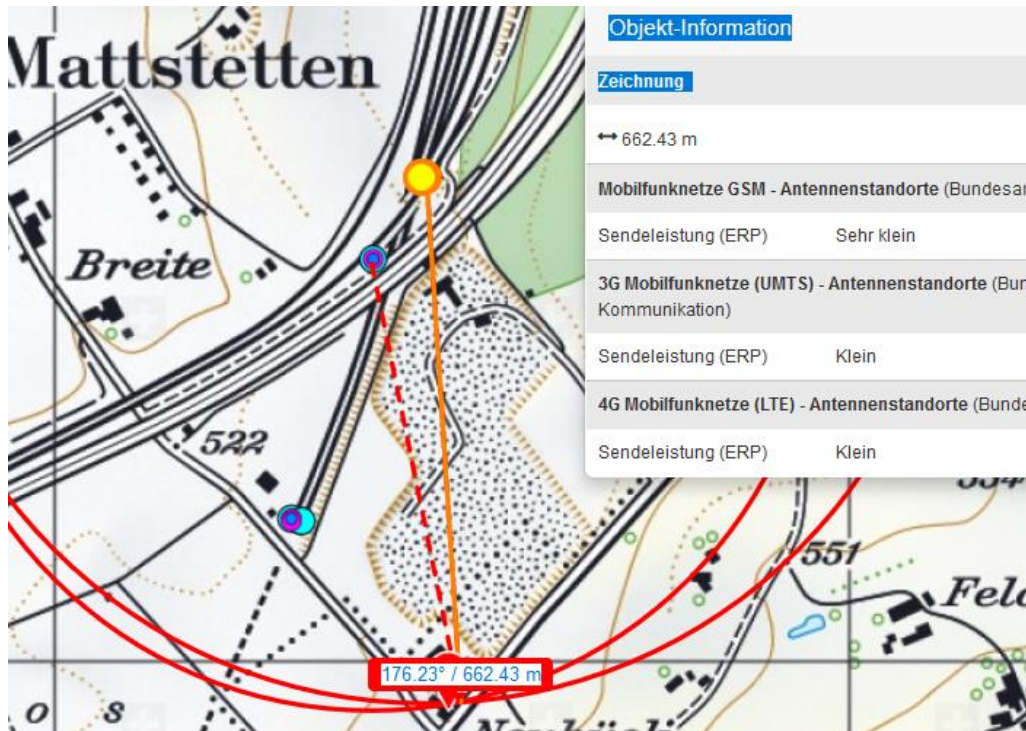 Mattstetten
Breite
522
176.23° / 662.43 m
551
O S
Objekt-Information
Zeichnung
↔ 662.43 m
Mobilfunknetze GSM - Antennenstandorte
Sendeleistung (ERP) Sehr klein
3G Mobilfunknetze (UMTS) - Antennenstandorte
Kommunikation)
Sendeleistung (ERP) Klein
4G Mobilfunknetze (LTE) - Antennenstandorte
Sendeleistung (ERP) Klein